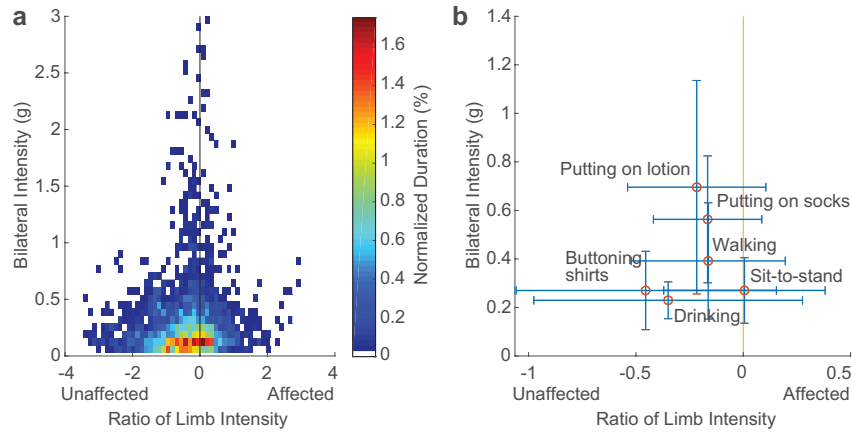 a
3
2.5
2
1.5
1
0.5
0
Bilateral Intensity (g)
-4
-2
0
2
4
Unaffected
Affected
Ratio of Limb Intensity
1.6
1.4
1.2
1
0.8
0.6
0.4
0.2
0
Normalized Duration (%)
b
1.4
1.2
1
0.8
0.6
0.4
0.2
0
Bilateral Intensity (g)
Putting on lotion
Putting on socks
Walking
Buttoning
shirts
Sit-to-stand
Drinking
-1
-0.5
0
0.5
Unaffected
Affected
Ratio of Limb Intensity